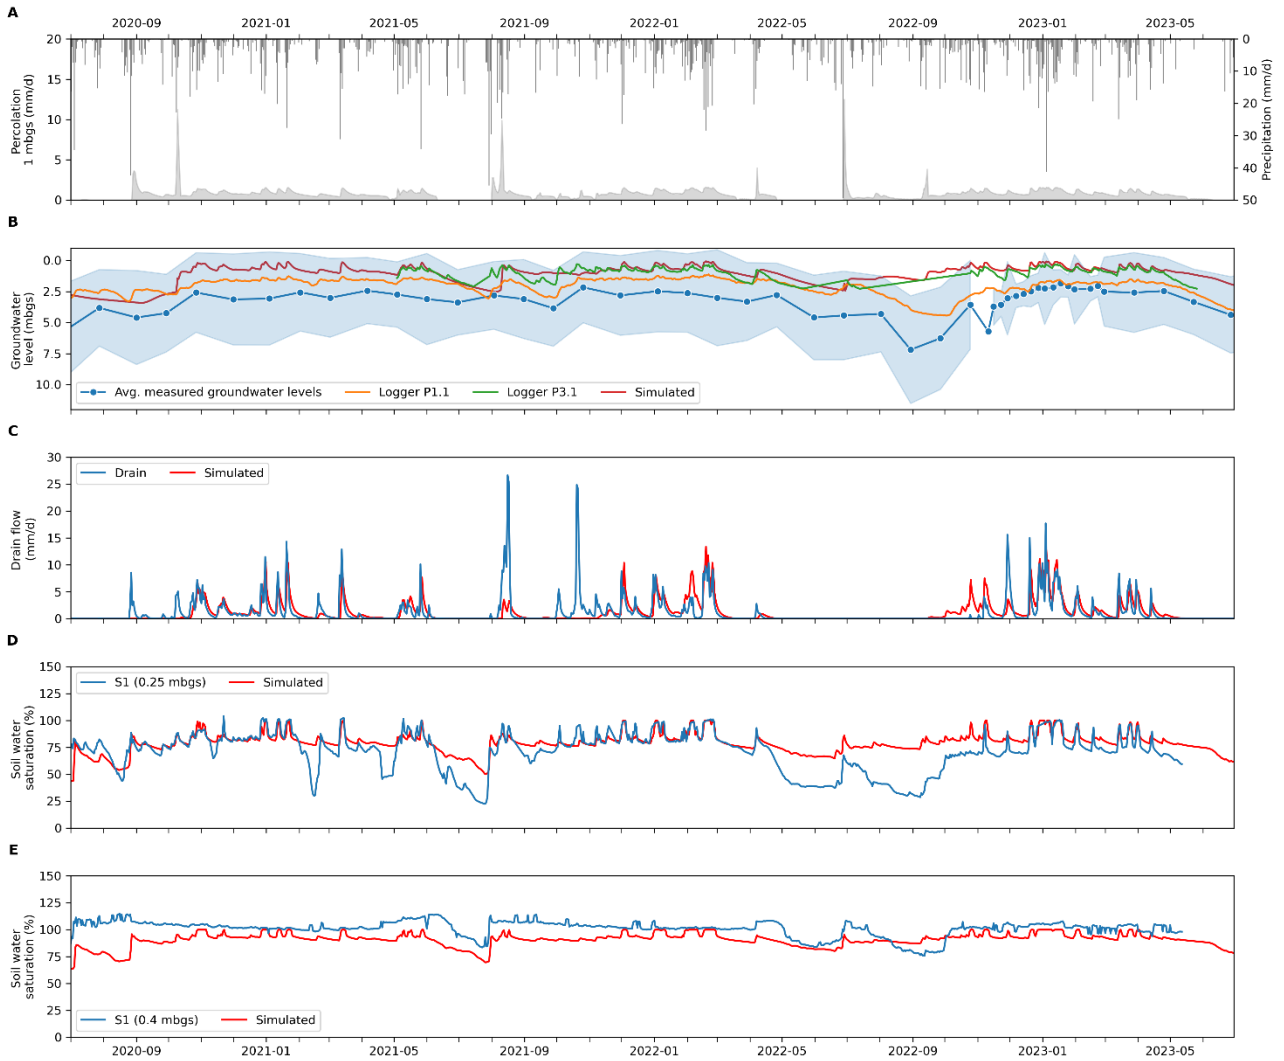 A
2020-09 2021-01 2021-05 2021-09 2022-01 2022-05 2022-09 2023-01 2023-05
Percolation
1 mbgs (mm/d)
20
15
10
5
0
Precipitation (mm/d)
0
10
20
30
40
50
B
Groundwater
level (mbgs)
0.0
2.5
5.0
7.5
10.0
Avg. measured groundwater levels Logger P1.1 Logger P3.1 Simulated
C
Drain flow
(mm/d)
30
25
20
15
10
5
0
Drain Simulated
D
Soil water
saturation (%)
150
125
100
75
50
25
0
S1 (0.25 mbgs) Simulated
E
Soil water
saturation (%)
150
125
100
75
50
25
0
S1 (0.4 mbgs) Simulated
2020-09 2021-01 2021-05 2021-09 2022-01 2022-05 2022-09 2023-01 2023-05